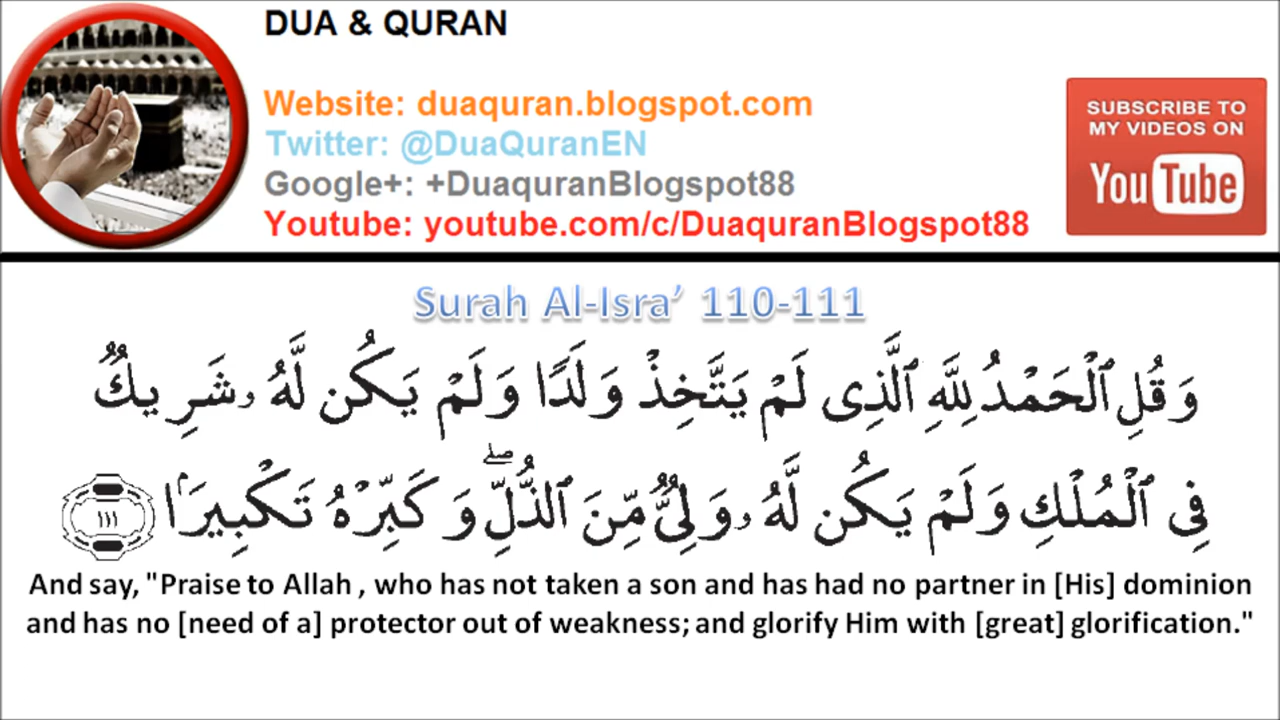 DUA & QURAN
Website: duaquran.blogspot.com
Twitter: @DuaQuranEN
Google+: +DuaquranBlogspot88
Youtube: youtube.com/c/DuaquranBlogspot88
SUBSCRIBE TO
MY VIDEOS ON
YouTube
Surah Al-Isra’ 110-111
وَقُلِ ٱلْحَمْدُ لِلَّهِ ٱلَّذِى لَمْ يَتَّخِذْ وَلَدًا وَلَمْ يَكُن لَّهُۥ شَرِيكٌ
فِى ٱلْمُلْكِ وَلَمْ يَكُن لَّهُۥ وَلِىٌّ مِّنَ ٱلذُّلِّ ۖ وَكَبِّرْهُ تَكْبِيرًۢا ١١١
And say, "Praise to Allah , who has not taken a son and has had no partner in [His] dominion
and has no [need of a] protector out of weakness; and glorify Him with [great] glorification."